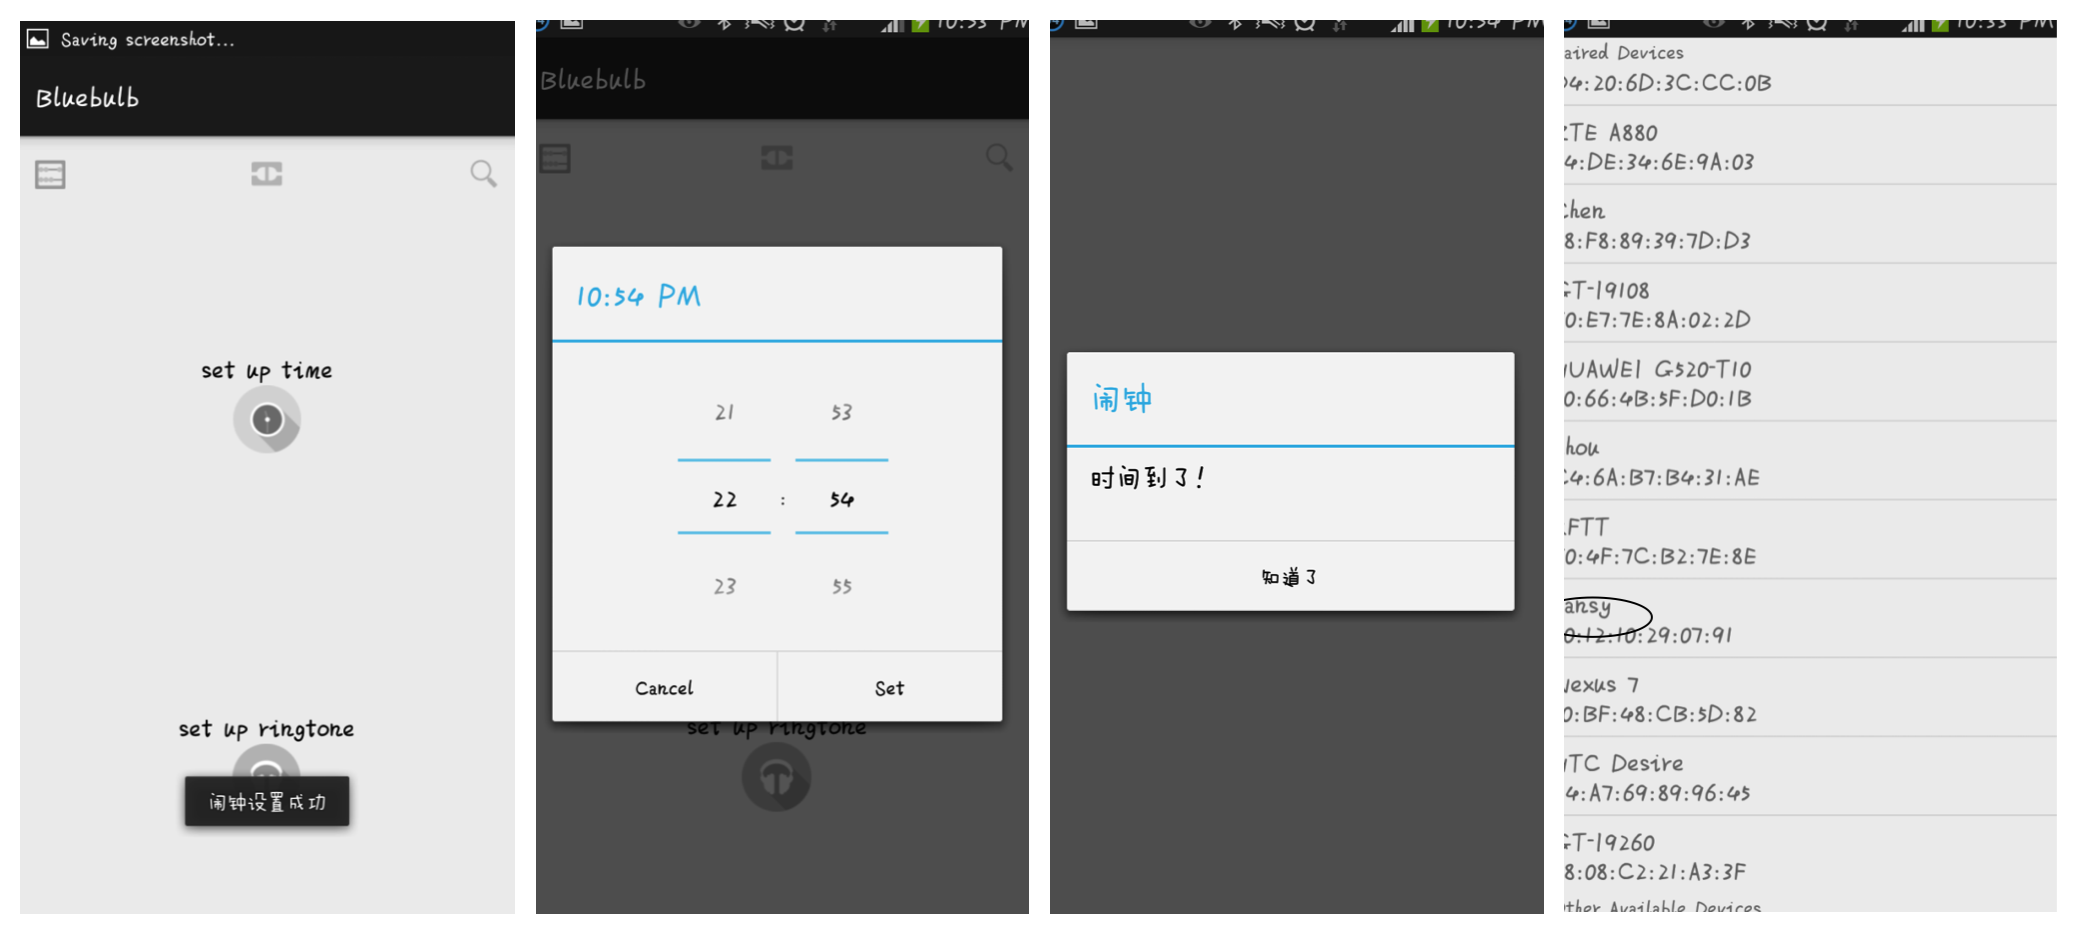 Saving screenshot...
Bluebulb
set up time
set up ringtone
闹钟设置成功
10:53 PM
Bluebulb
10:54 PM
21 53
22 : 54
23 55
Cancel Set
set up ringtone
10:54 PM
闹钟
时间到了!
知道了
10:53 PM
aired Devices
4:20:6D:3C:CC:0B
TE A880
4:DE:34:6E:9A:03
hen
8:F8:89:39:7D:D3
T-I9108
0:E7:7E:8A:02:2D
UAWEI G520-T10
0:66:4B:5F:D0:1B
hou
4:6A:B7:B4:31:AE
FTT
0:4F:7C:B2:7E:8E
ansy
0:12:10:29:07:91
exus 7
0:BF:48:CB:5D:82
TC Desire
4:A7:69:89:96:45
T-I9260
8:08:C2:21:A3:3F
ther Available Devices